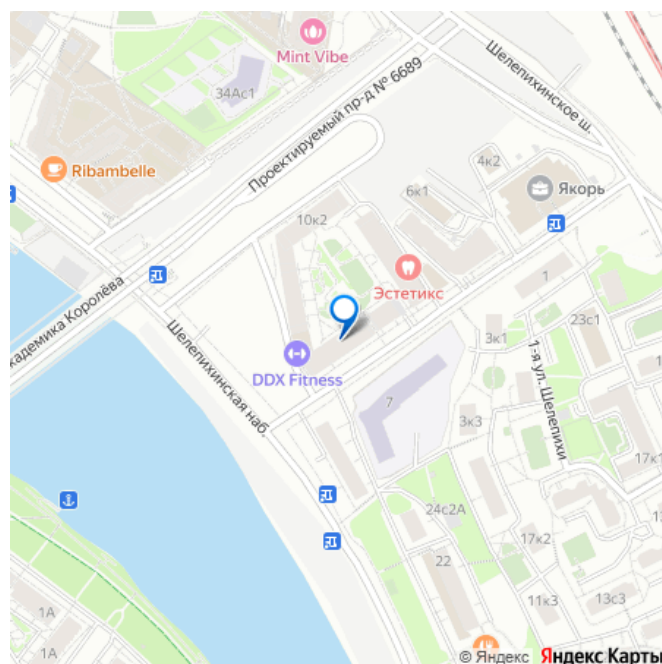 Mint Vibe
34Ас1
Шелепихинское ш.
Проектируемый пр-д № 6689
Ribambelle
4к2
6к1
Якорь
10к2
Эстетикс
1
кадемика Королёва
Шелепихинская наб.
3к1
23с1
1-я ул. Шелепихи
DDX Fitness
7
3к3
17к1
24с2А
17к2
22
11к3
13с3
1А
1А
© Яндекс Яндекс Карты